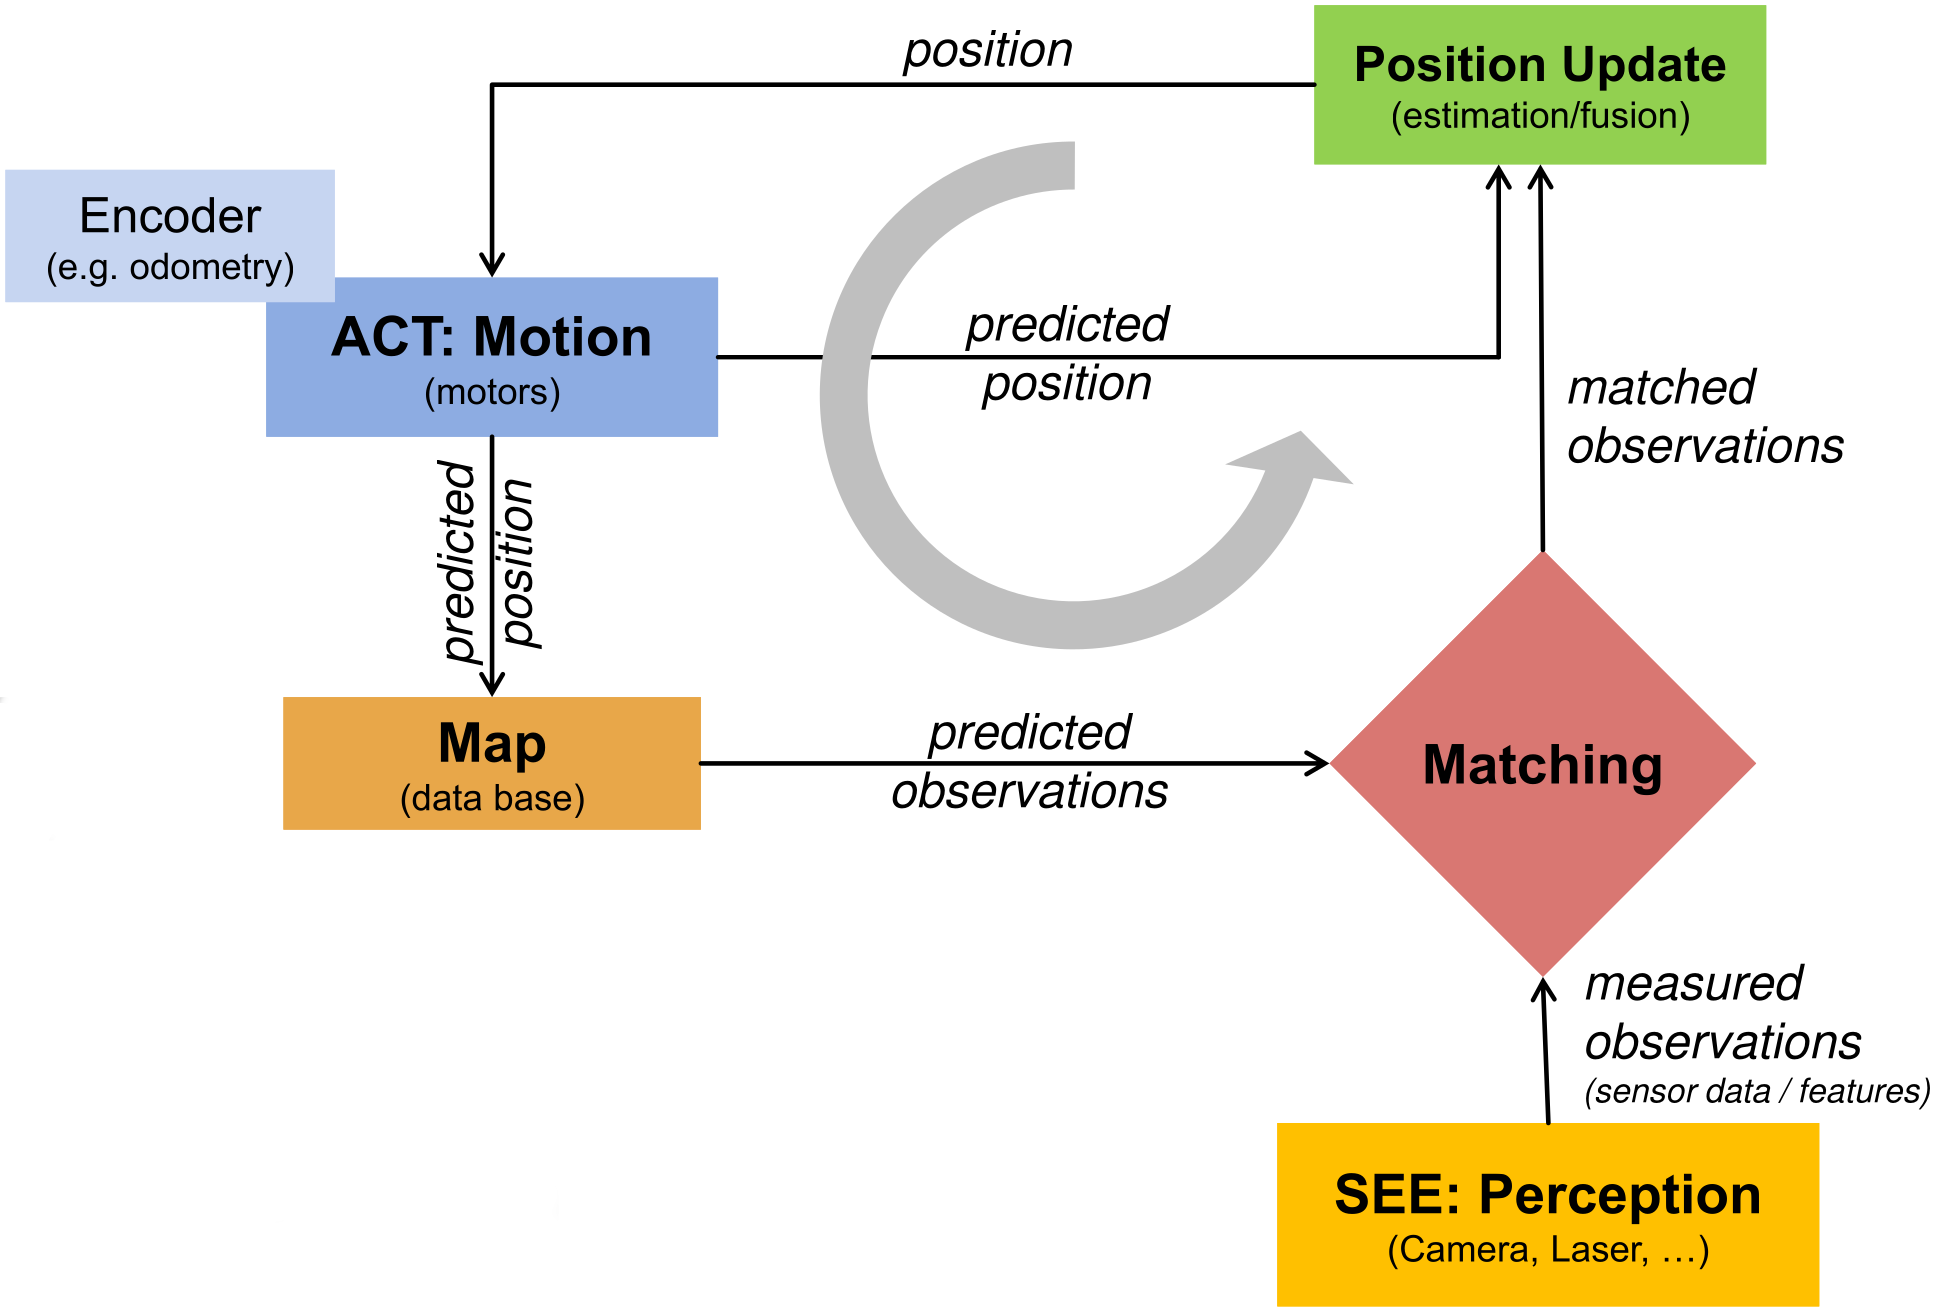 position
Position Update
(estimation/fusion)
Encoder
(e.g. odometry)
ACT: Motion
(motors)
predicted
position
matched
observations
predicted
position
Map
(data base)
predicted
observations
Matching
measured
observations
(sensor data / features)
SEE: Perception
(Camera, Laser, …)